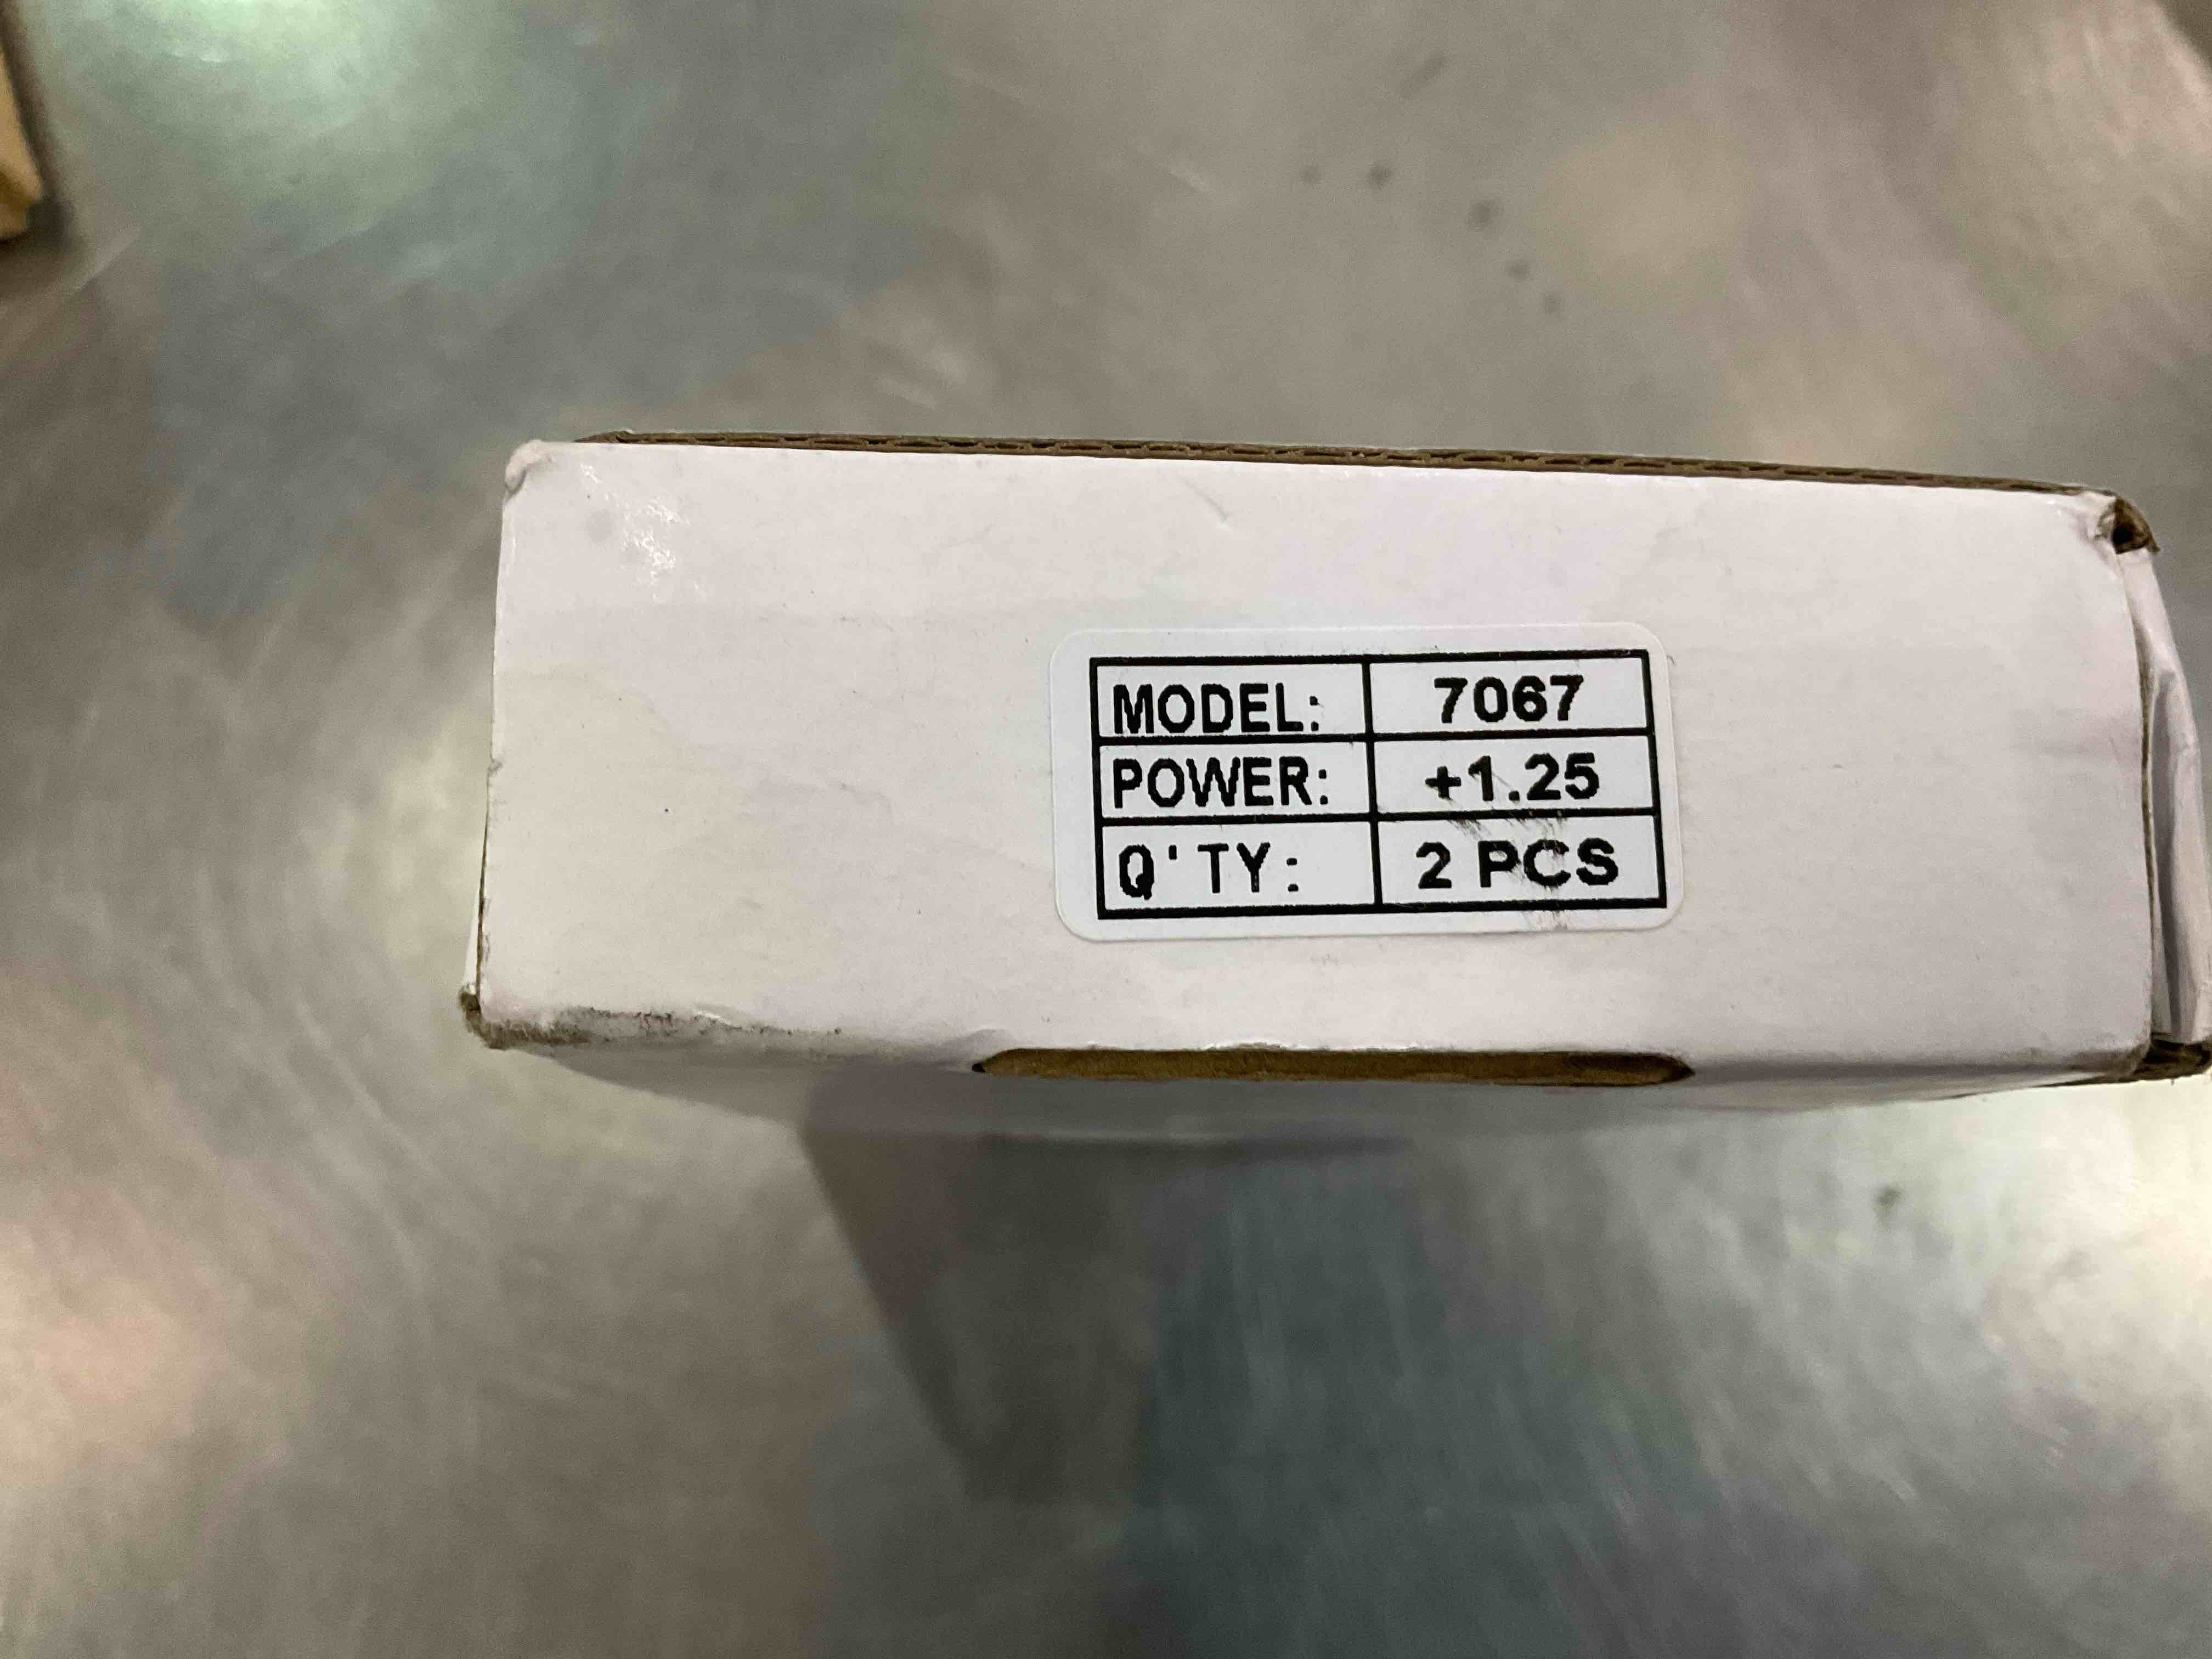 MODEL: 7067
POWER: +1.25
Q'TY: 2 PCS